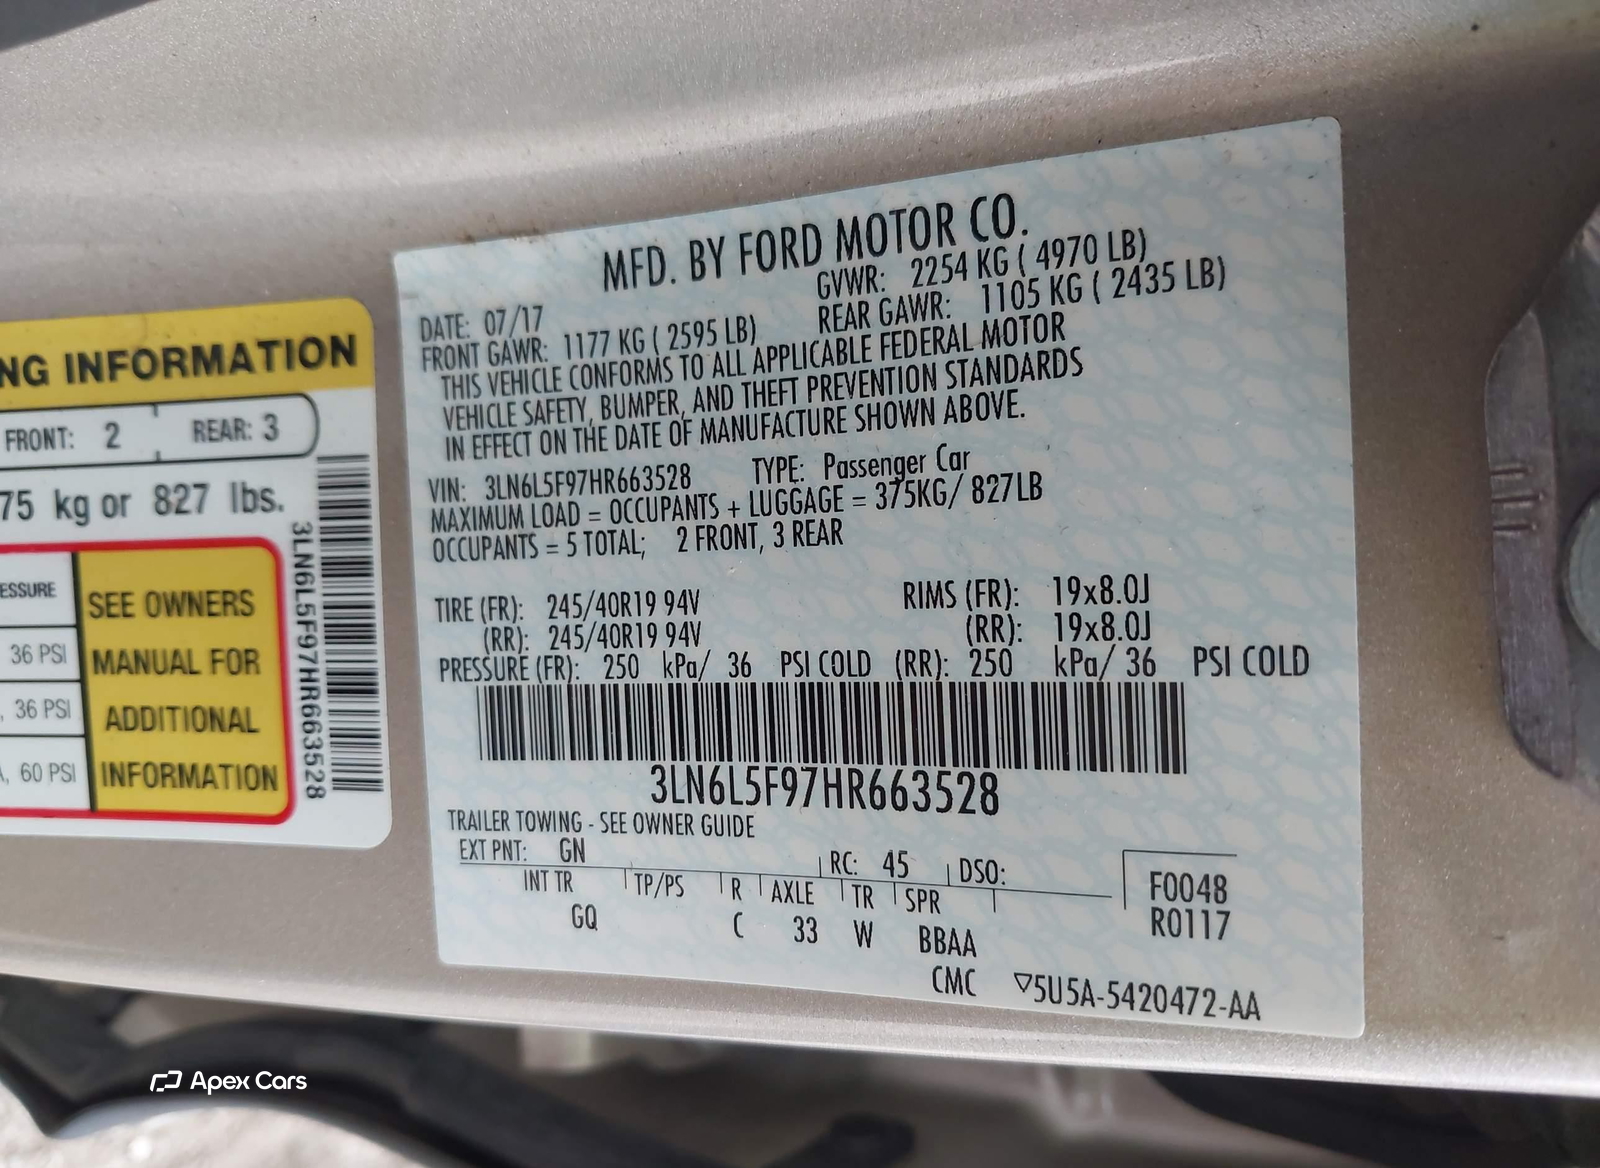 NG INFORMATION
FRONT: 2 REAR: 3
75 kg or 827 lbs.
ESSURE
36 PSI
, 36 PSI
, 60 PSI
SEE OWNERS
MANUAL FOR
ADDITIONAL
INFORMATION
3LN6L5F97HR663528
MFD. BY FORD MOTOR CO.
DATE: 07/17 GVWR: 2254 KG ( 4970 LB)
FRONT GAWR: 1177 KG ( 2595 LB) REAR GAWR: 1105 KG ( 2435 LB)
THIS VEHICLE CONFORMS TO ALL APPLICABLE FEDERAL MOTOR
VEHICLE SAFETY, BUMPER, AND THEFT PREVENTION STANDARDS
IN EFFECT ON THE DATE OF MANUFACTURE SHOWN ABOVE.
VIN: 3LN6L5F97HR663528 TYPE: Passenger Car
MAXIMUM LOAD = OCCUPANTS + LUGGAGE = 375KG/ 827LB
OCCUPANTS = 5 TOTAL; 2 FRONT, 3 REAR
TIRE (FR): 245/40R19 94V RIMS (FR): 19x8.0J
(RR): 245/40R19 94V (RR): 19x8.0J
PRESSURE (FR): 250 kPa/ 36 PSI COLD (RR): 250 kPa/ 36 PSI COLD
3LN6L5F97HR663528
TRAILER TOWING - SEE OWNER GUIDE
EXT PNT: GN RC: 45 DSO:
INT TR TP/PS R AXLE TR SPR
GQ C 33 W BBAA
F0048
R0117
CMC ▽5U5A-5420472-AA
Apex Cars